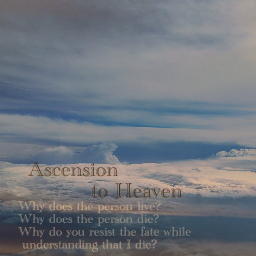 Ascension
to Heaven
Why does the person live?
Why does the person die?
Why do you resist the fate while
understanding that I die?